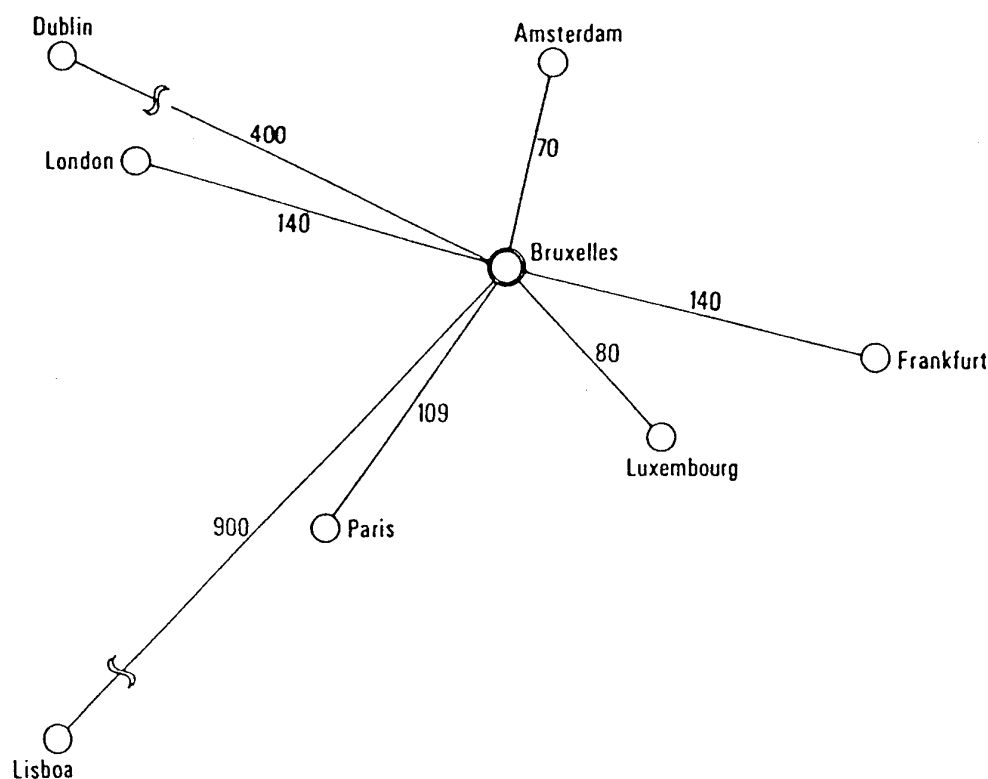 Dublin
Amsterdam
400
70
London
140
Bruxelles
140
80
Frankfurt
109
Luxembourg
900
Paris
Lisboa